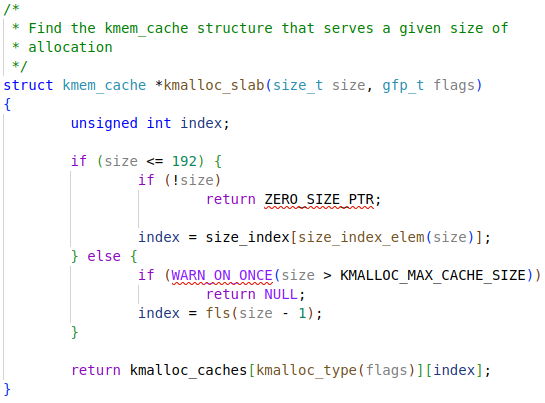 /*
 * Find the kmem_cache structure that serves a given size of
 * allocation
 */
struct kmem_cache *kmalloc_slab(size_t size, gfp_t flags)
{
        unsigned int index;

        if (size <= 192) {
                if (!size)
                        return ZERO_SIZE_PTR;

                index = size_index[size_index_elem(size)];
        } else {
                if (WARN_ON_ONCE(size > KMALLOC_MAX_CACHE_SIZE))
                        return NULL;
                index = fls(size - 1);
        }

        return kmalloc_caches[kmalloc_type(flags)][index];
}